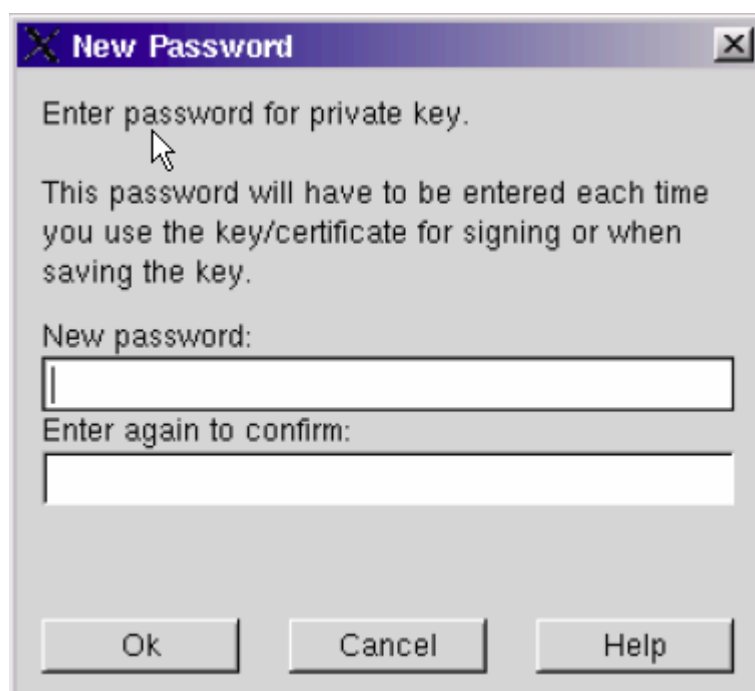 New Password
Enter password for private key.
This password will have to be entered each time
you use the key/certificate for signing or when
saving the key.
New password:
Enter again to confirm:
Ok Cancel Help